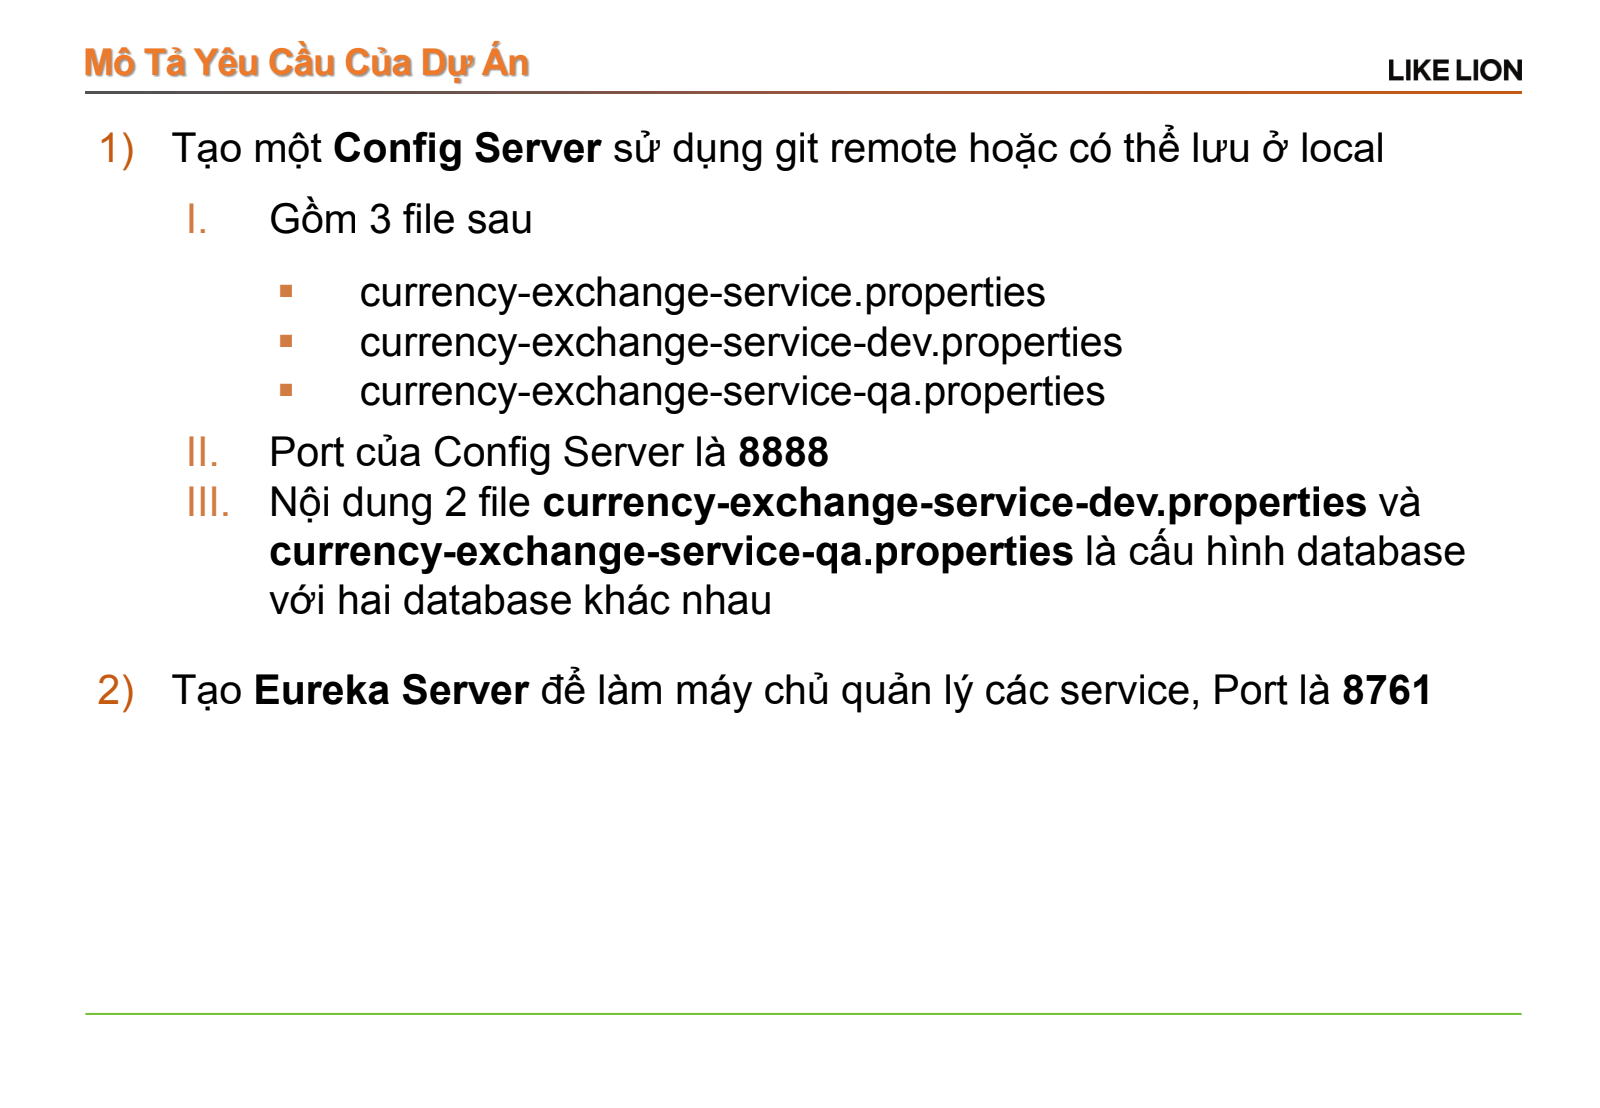 Mô Tả Yêu Cầu Của Dự Án
LIKE LION
1) Tạo một Config Server sử dụng git remote hoặc có thể lưu ở local
I. Gồm 3 file sau
▪ currency-exchange-service.properties
▪ currency-exchange-service-dev.properties
▪ currency-exchange-service-qa.properties
II. Port của Config Server là 8888
III. Nội dung 2 file currency-exchange-service-dev.properties và
currency-exchange-service-qa.properties là cấu hình database
với hai database khác nhau
2) Tạo Eureka Server để làm máy chủ quản lý các service, Port là 8761